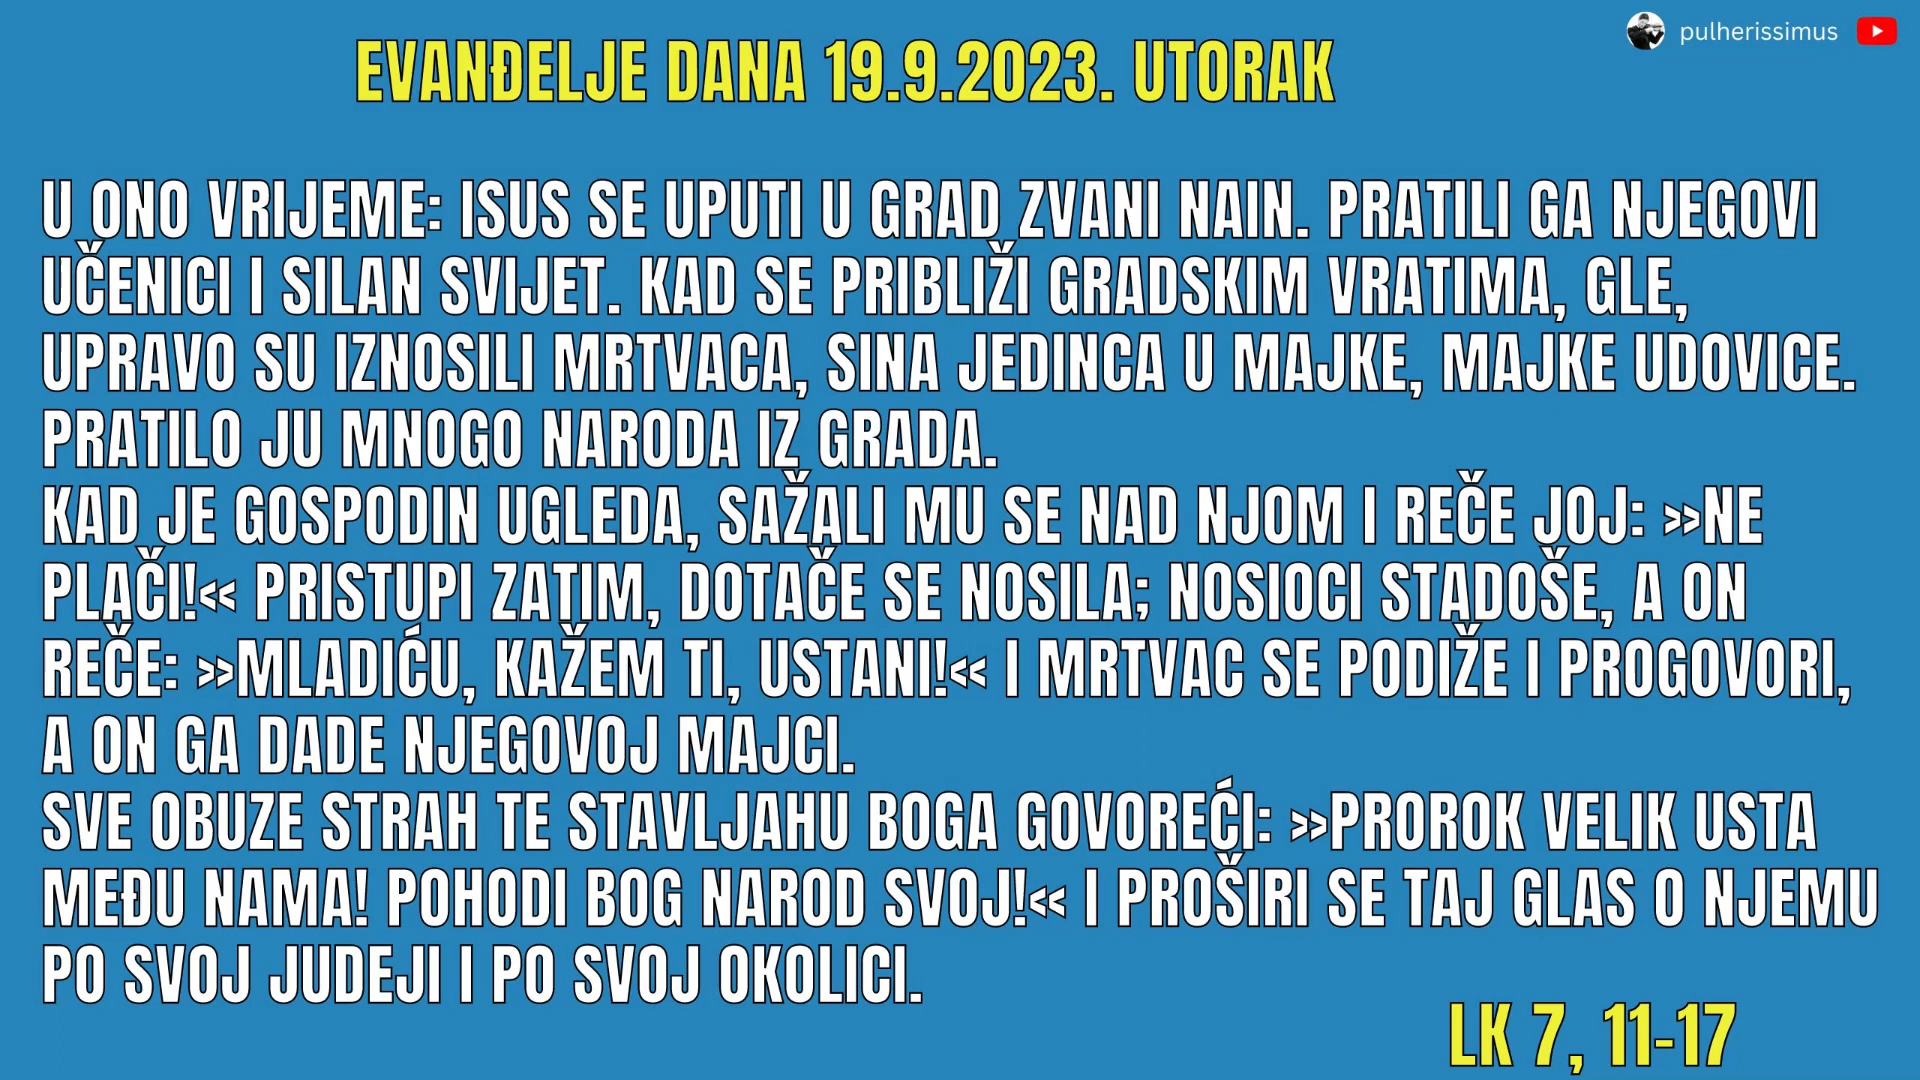 pulherissimus
EVANĐELJE DANA 19.9.2023. UTORAK
U ONO VRIJEME: ISUS SE UPUTI U GRAD ZVANI NAIN. PRATILI GA NJEGOVI
UČENICI I SILAN SVIJET. KAD SE PRIBLIŽI GRADSKIM VRATIMA, GLE,
UPRAVO SU IZNOSILI MRTVACA, SINA JEDINCA U MAJKE, MAJKE UDOVICE.
PRATILO JU MNOGO NARODA IZ GRADA.
KAD JE GOSPODIN UGLEDA, SAŽALI MU SE NAD NJOM I REČE JOJ: »NE
PLAČI!« PRISTUPI ZATIM, DOTAČE SE NOSILA; NOSIOCI STADOŠE, A ON
REČE: »MLADIĆU, KAŽEM TI, USTANI!« I MRTVAC SE PODIŽE I PROGOVORI,
A ON GA DADE NJEGOVOJ MAJCI.
SVE OBUZE STRAH TE STAVLJAHU BOGA GOVOREĆI: »PROROK VELIK USTA
MEĐU NAMA! POHODI BOG NAROD SVOJ!« I PROŠIRI SE TAJ GLAS O NJEMU
PO SVOJ JUDEJI I PO SVOJ OKOLICI.
LK 7, 11-17